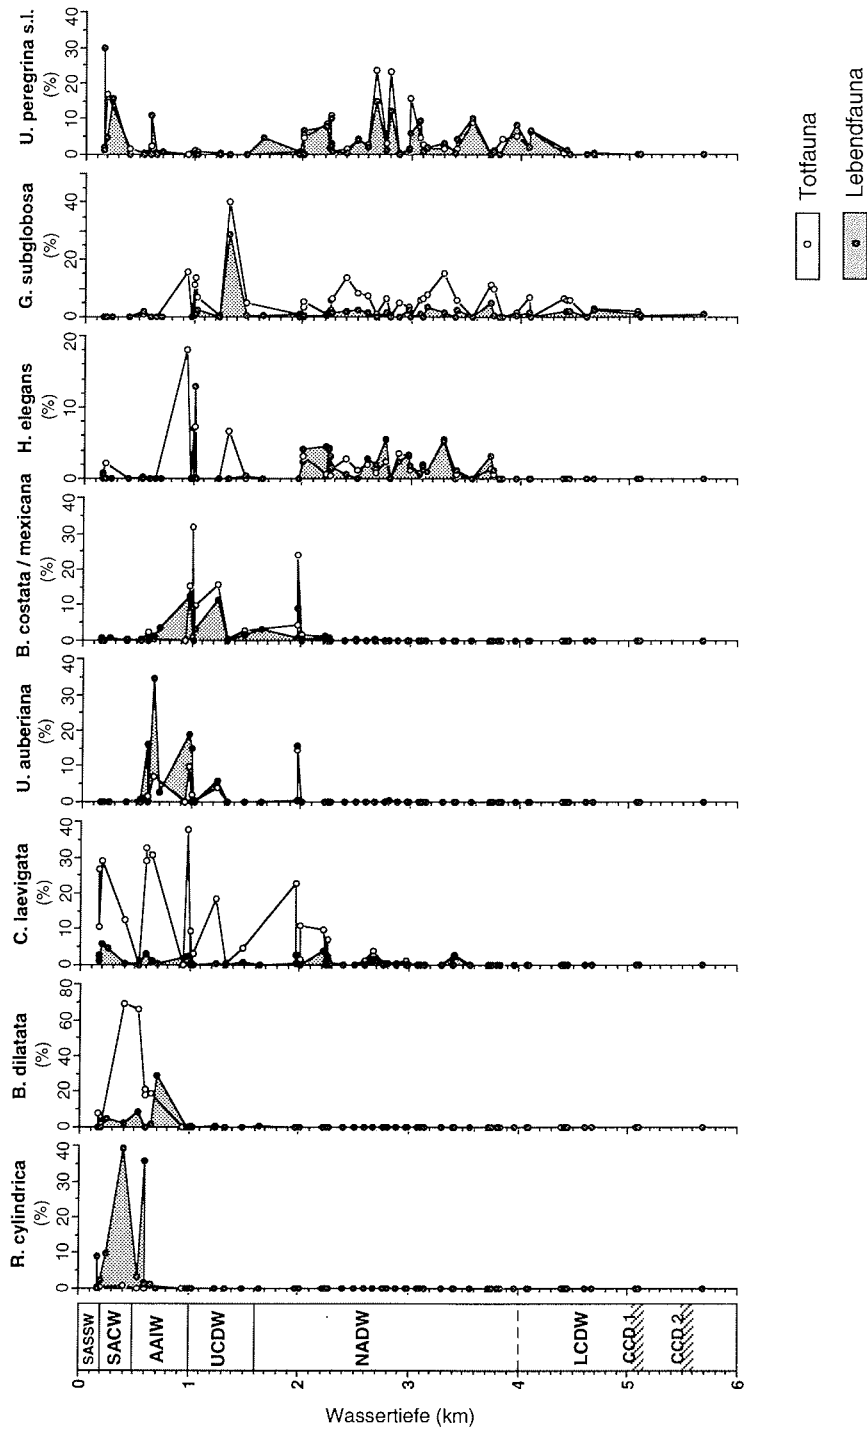 U. peregrina s.l.
(%)
0 10 20 30 40
G. subglobosa
(%)
0 20 40
H. elegans
(%)
0 10 20
B. costata / mexicana
(%)
0 10 20 30 40
U. auberiana
(%)
0 10 20 30 40
C. laevigata
(%)
0 10 20 30 40
B. dilatata
(%)
0 20 40 60 80
R. cylindrica
(%)
0 10 20 30 40
SASSW
SACW
AAIW
UCDW
NADW
LCDW
CCD 1
CCD 2
0 1 2 3 4 5 6
Wassertiefe (km)
Totfauna
Lebendfauna